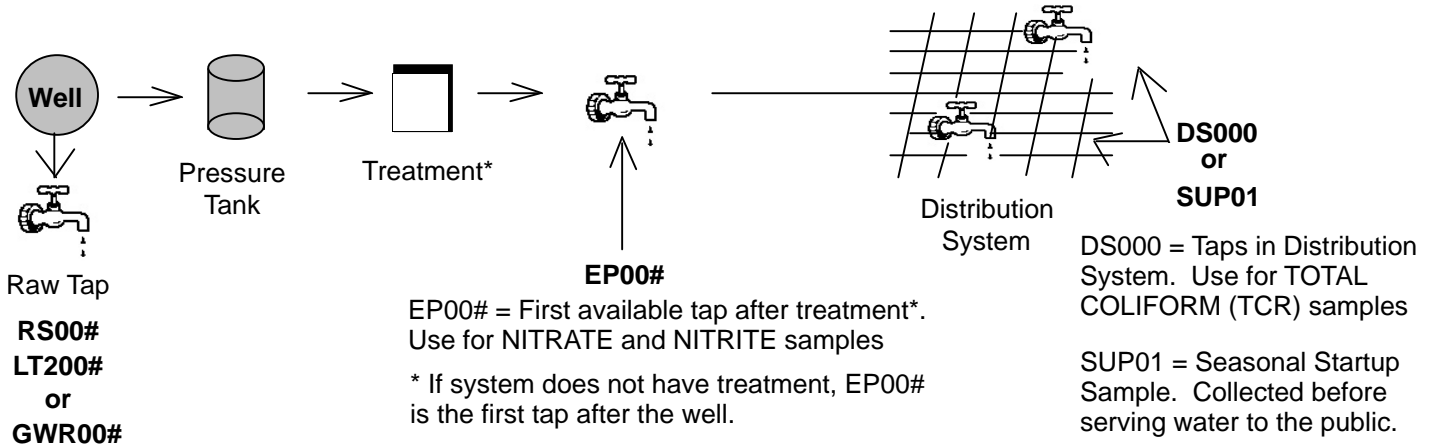 Well
Pressure
Tank
Treatment*
Raw Tap
RS00#
LT200#
or
GWR00#
EP00#
EP00# = First available tap after treatment*.
Use for NITRATE and NITRITE samples
* If system does not have treatment, EP00#
is the first tap after the well.
Distribution
System
DS000
or
SUP01
DS000 = Taps in Distribution
System. Use for TOTAL
COLIFORM (TCR) samples
SUP01 = Seasonal Startup
Sample. Collected before
serving water to the public.